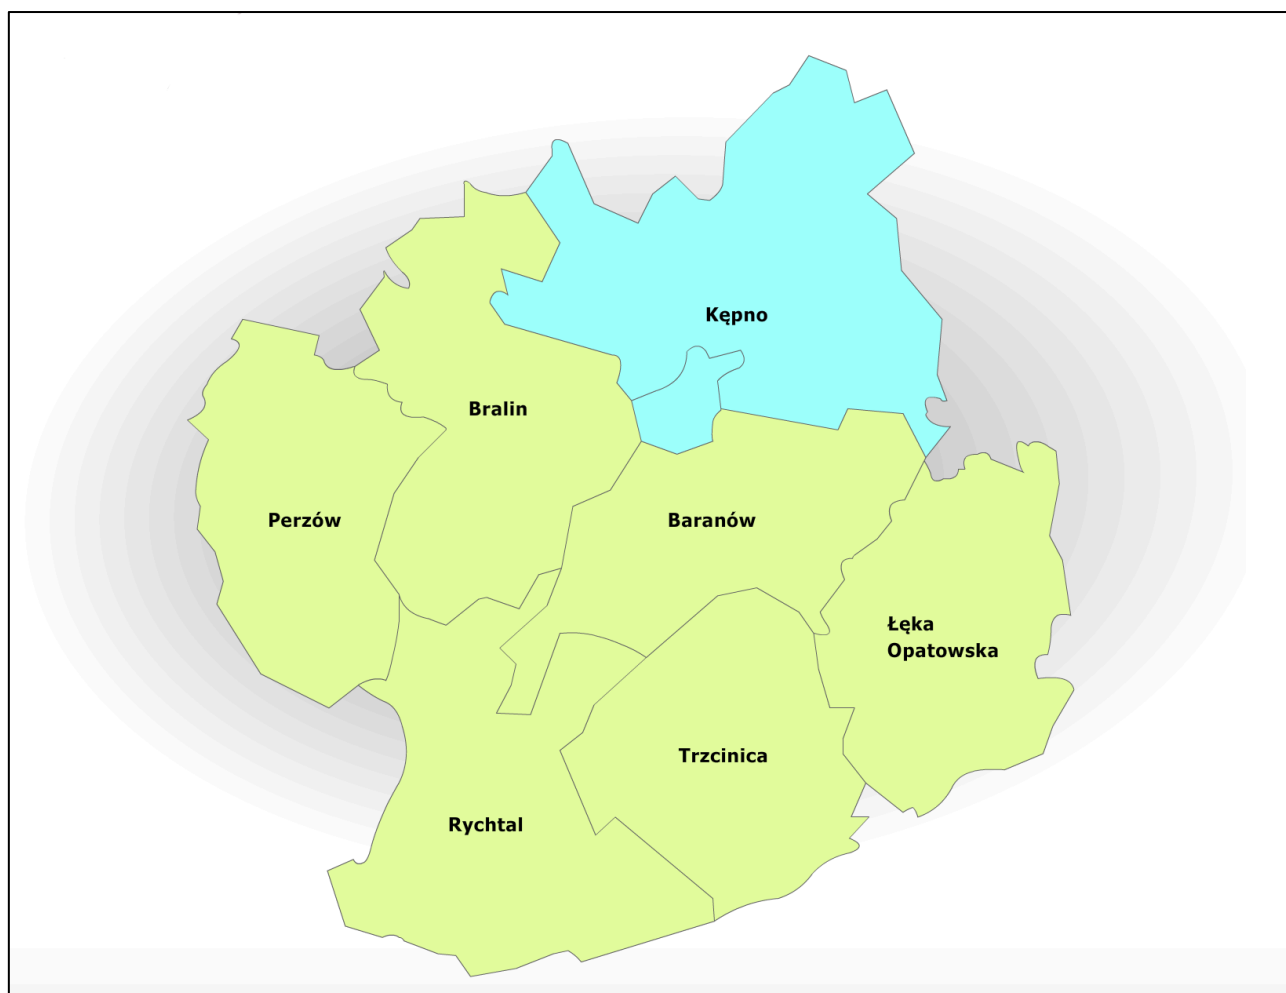 Kępno
Bralin
Perzów
Baranów
Łęka
Opatowska
Trzcinica
Rychtal